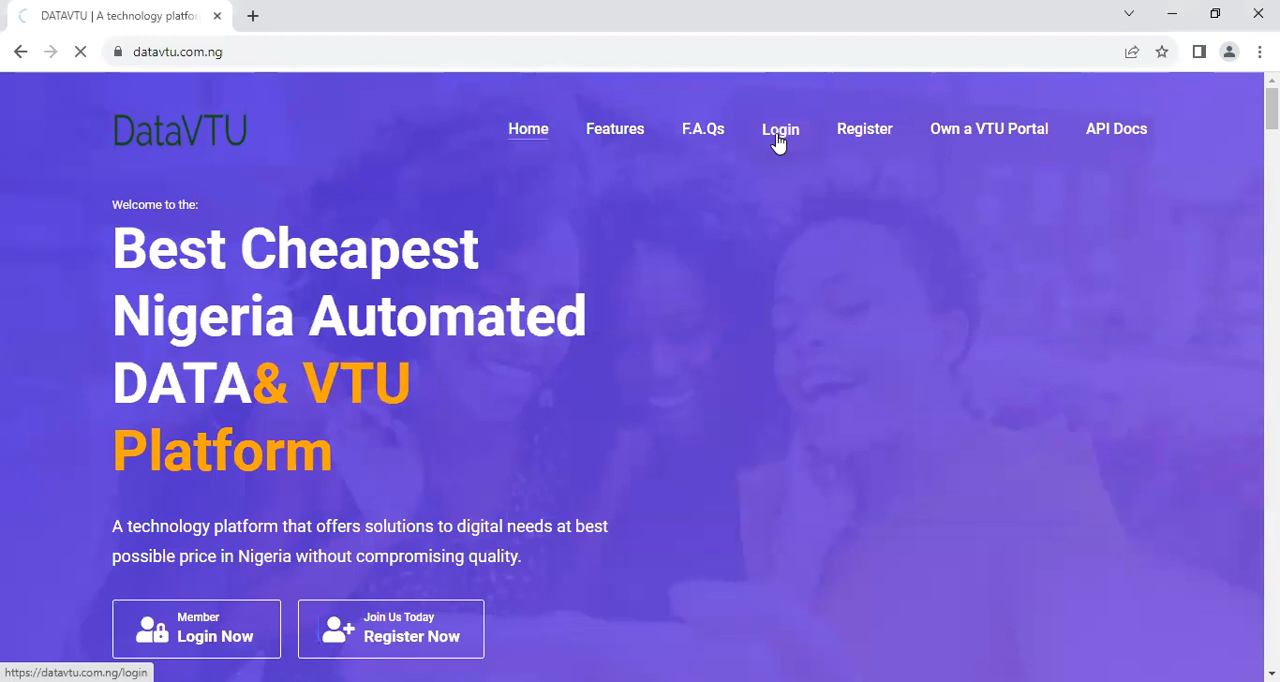 DATAVTU | A technology platfor
datavtu.com.ng
DataVTU
Home
Features
F.A.Qs
Login
Register
Own a VTU Portal
API Docs
Welcome to the:
Best Cheapest
Nigeria Automated
DATA& VTU
Platform
A technology platform that offers solutions to digital needs at best
possible price in Nigeria without compromising quality.
Member
Login Now
Join Us Today
Register Now
https://datavtu.com.ng/login